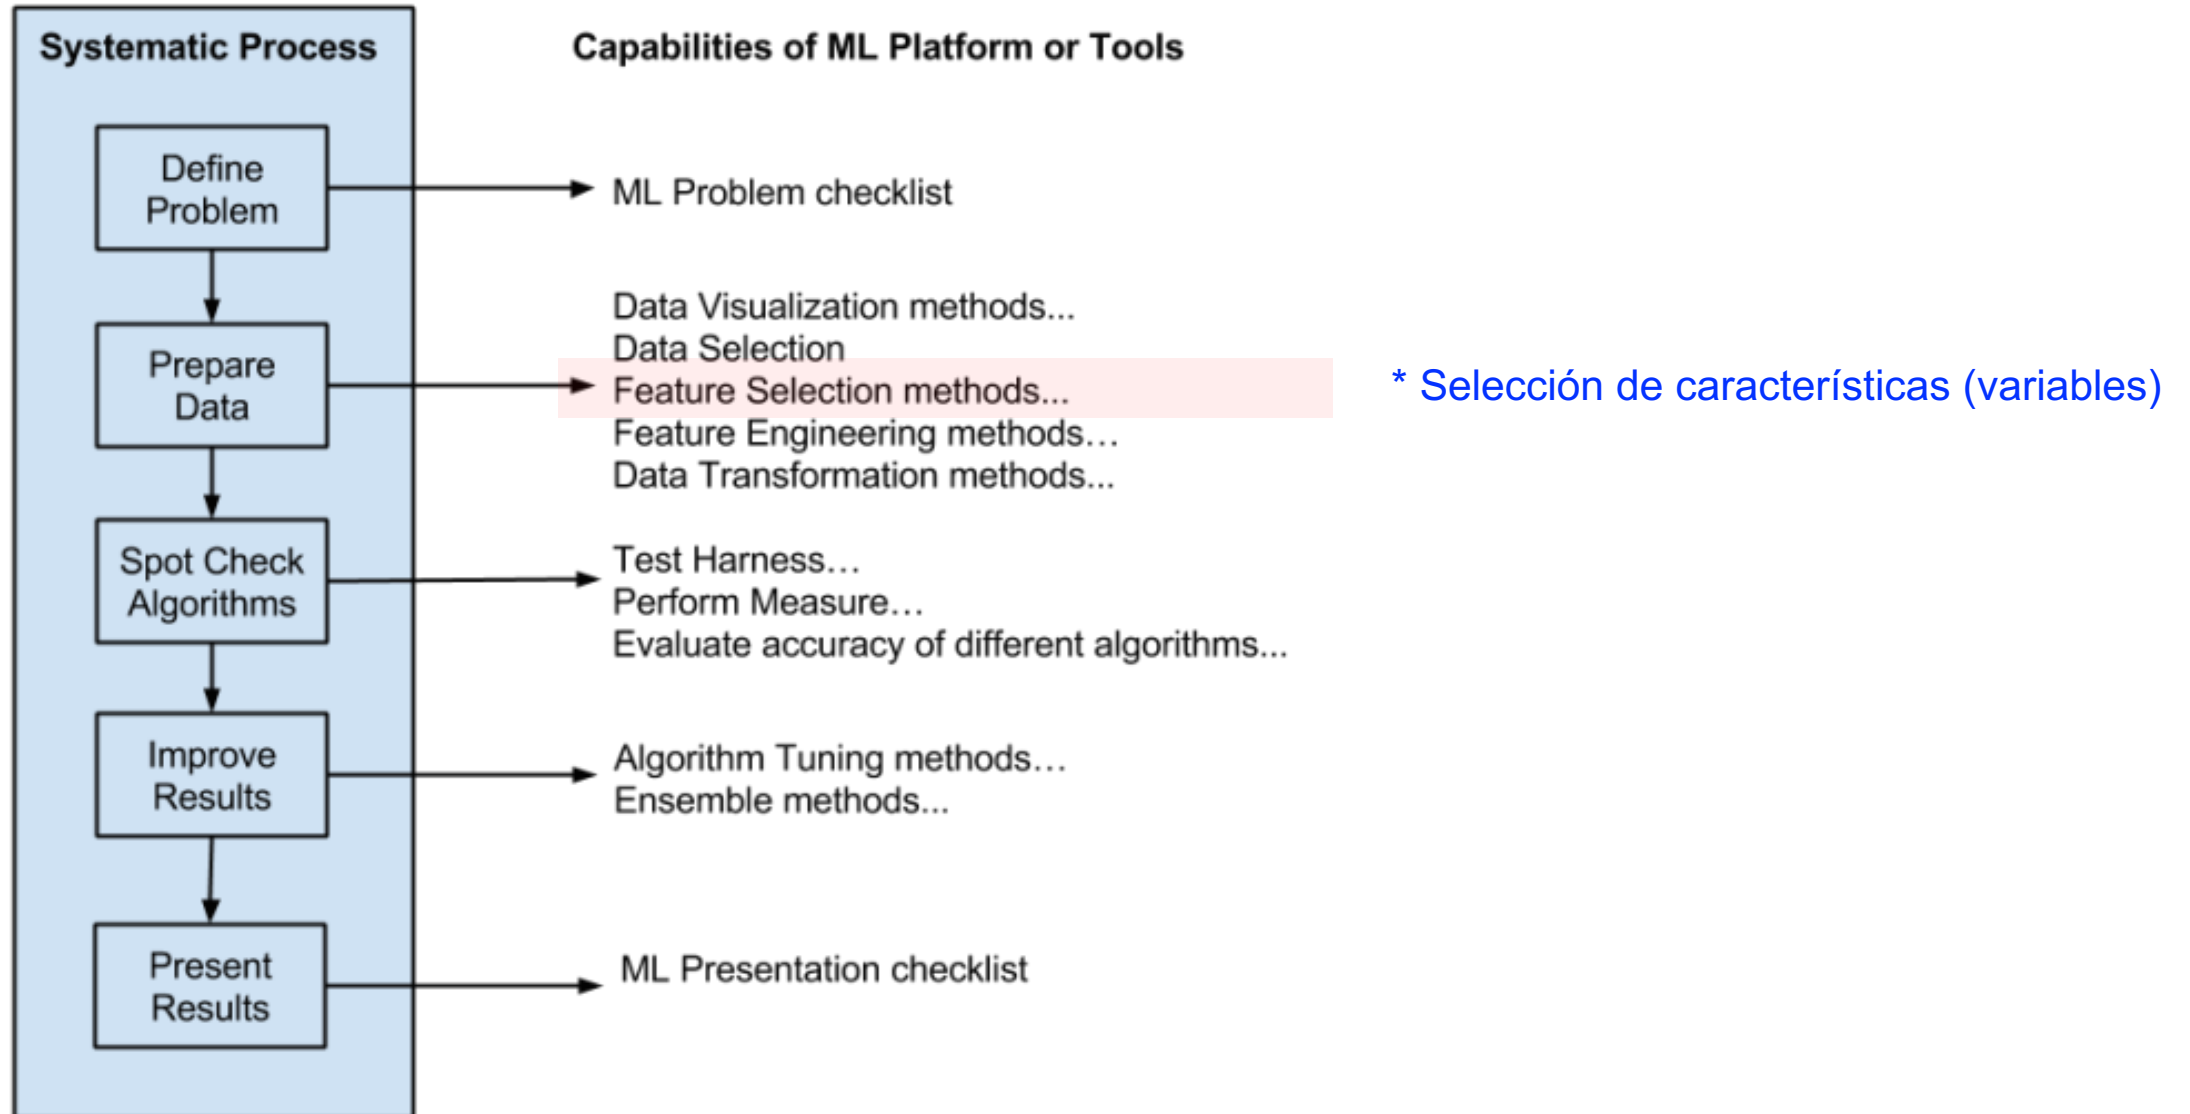 Systematic Process
Capabilities of ML Platform or Tools
Define
Problem
ML Problem checklist
Prepare
Data
Data Visualization methods...
Data Selection
Feature Selection methods...
Feature Engineering methods…
Data Transformation methods...
* Selección de características (variables)
Spot Check
Algorithms
Test Harness…
Perform Measure…
Evaluate accuracy of different algorithms...
Improve
Results
Algorithm Tuning methods…
Ensemble methods...
Present
Results
ML Presentation checklist